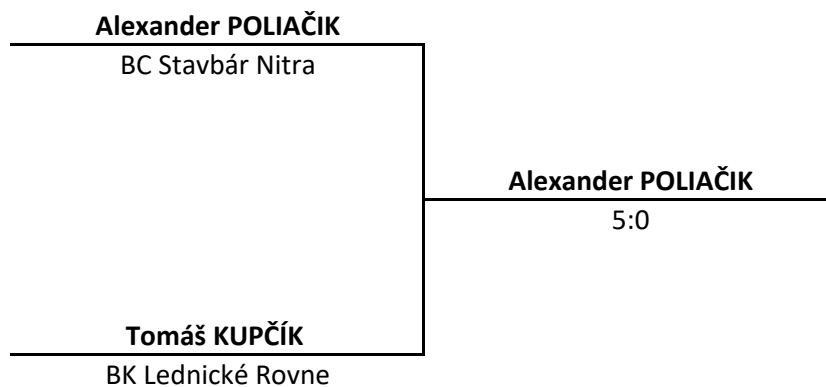 Alexander POLIAČIK
BC Stavbár Nitra
Alexander POLIAČIK
5:0
Tomáš KUPČÍK
BK Lednické Rovne